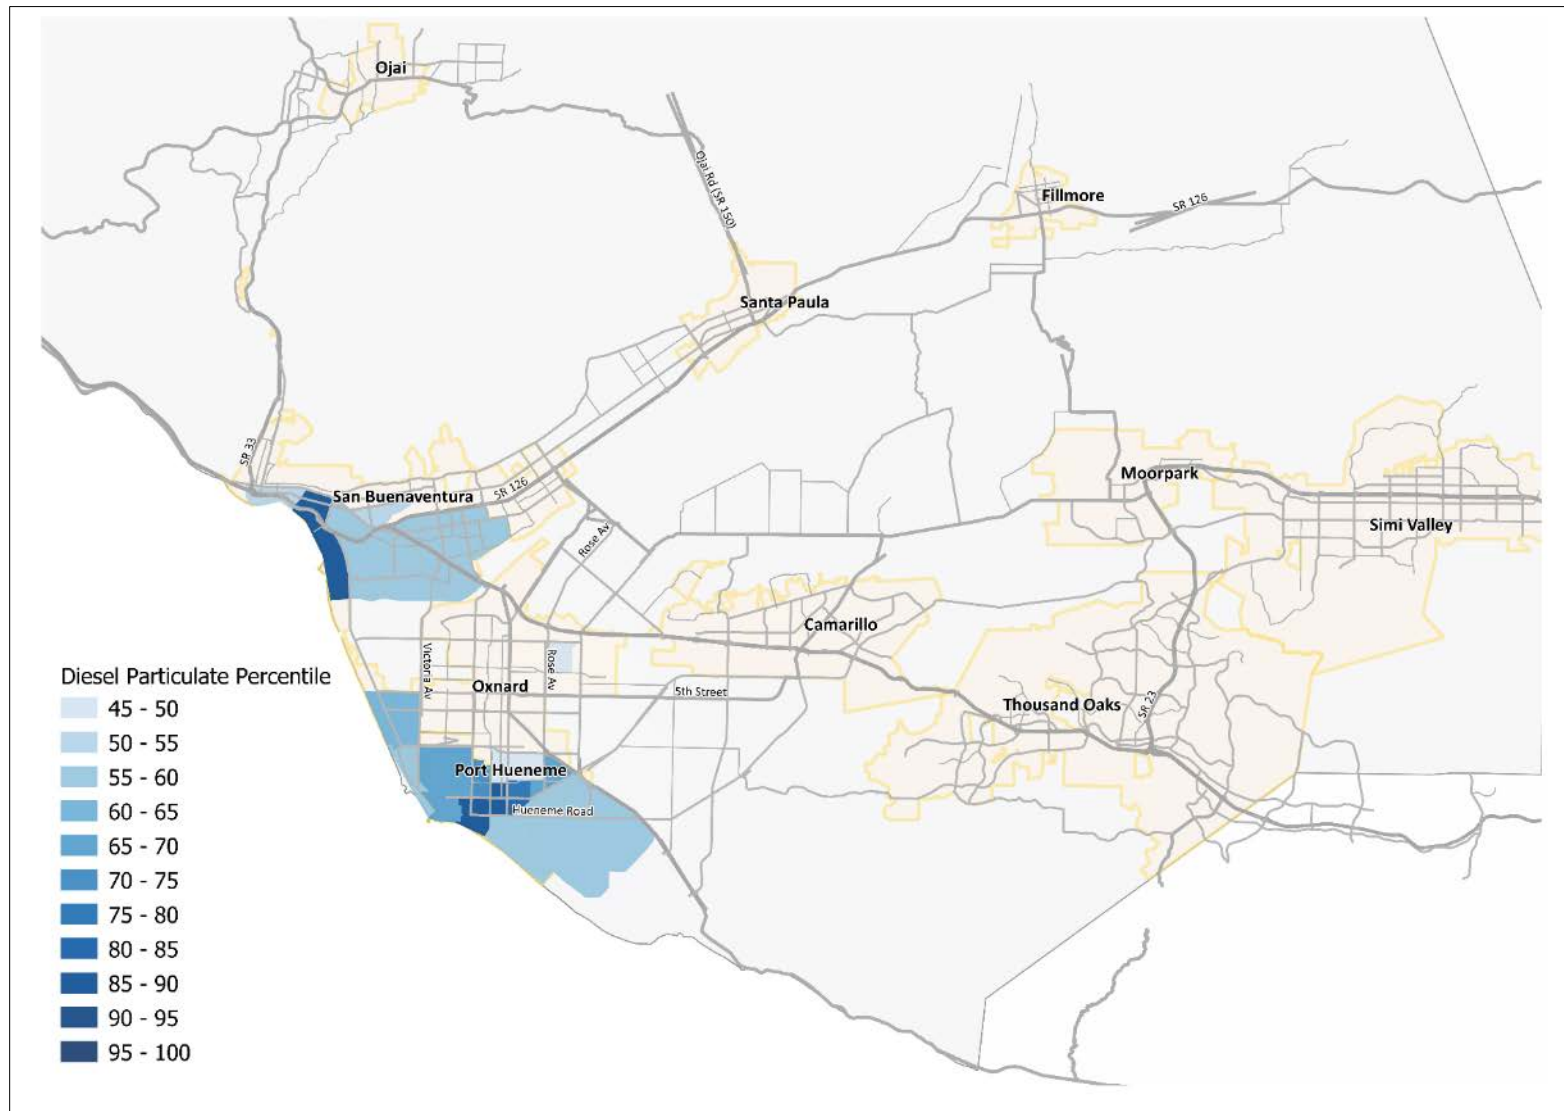 Ojai
Ojai Rd (SR 150)
Fillmore
SR 126
Santa Paula
SR 33
San Buenaventura
SR 126
Rose Av
Moorpark
Simi Valley
Camarillo
Victoria Av
Rose Av
Oxnard
5th Street
Thousand Oaks
SR 23
Port Hueneme
Hueneme Road
Diesel Particulate Percentile
45 - 50
50 - 55
55 - 60
60 - 65
65 - 70
70 - 75
75 - 80
80 - 85
85 - 90
90 - 95
95 - 100